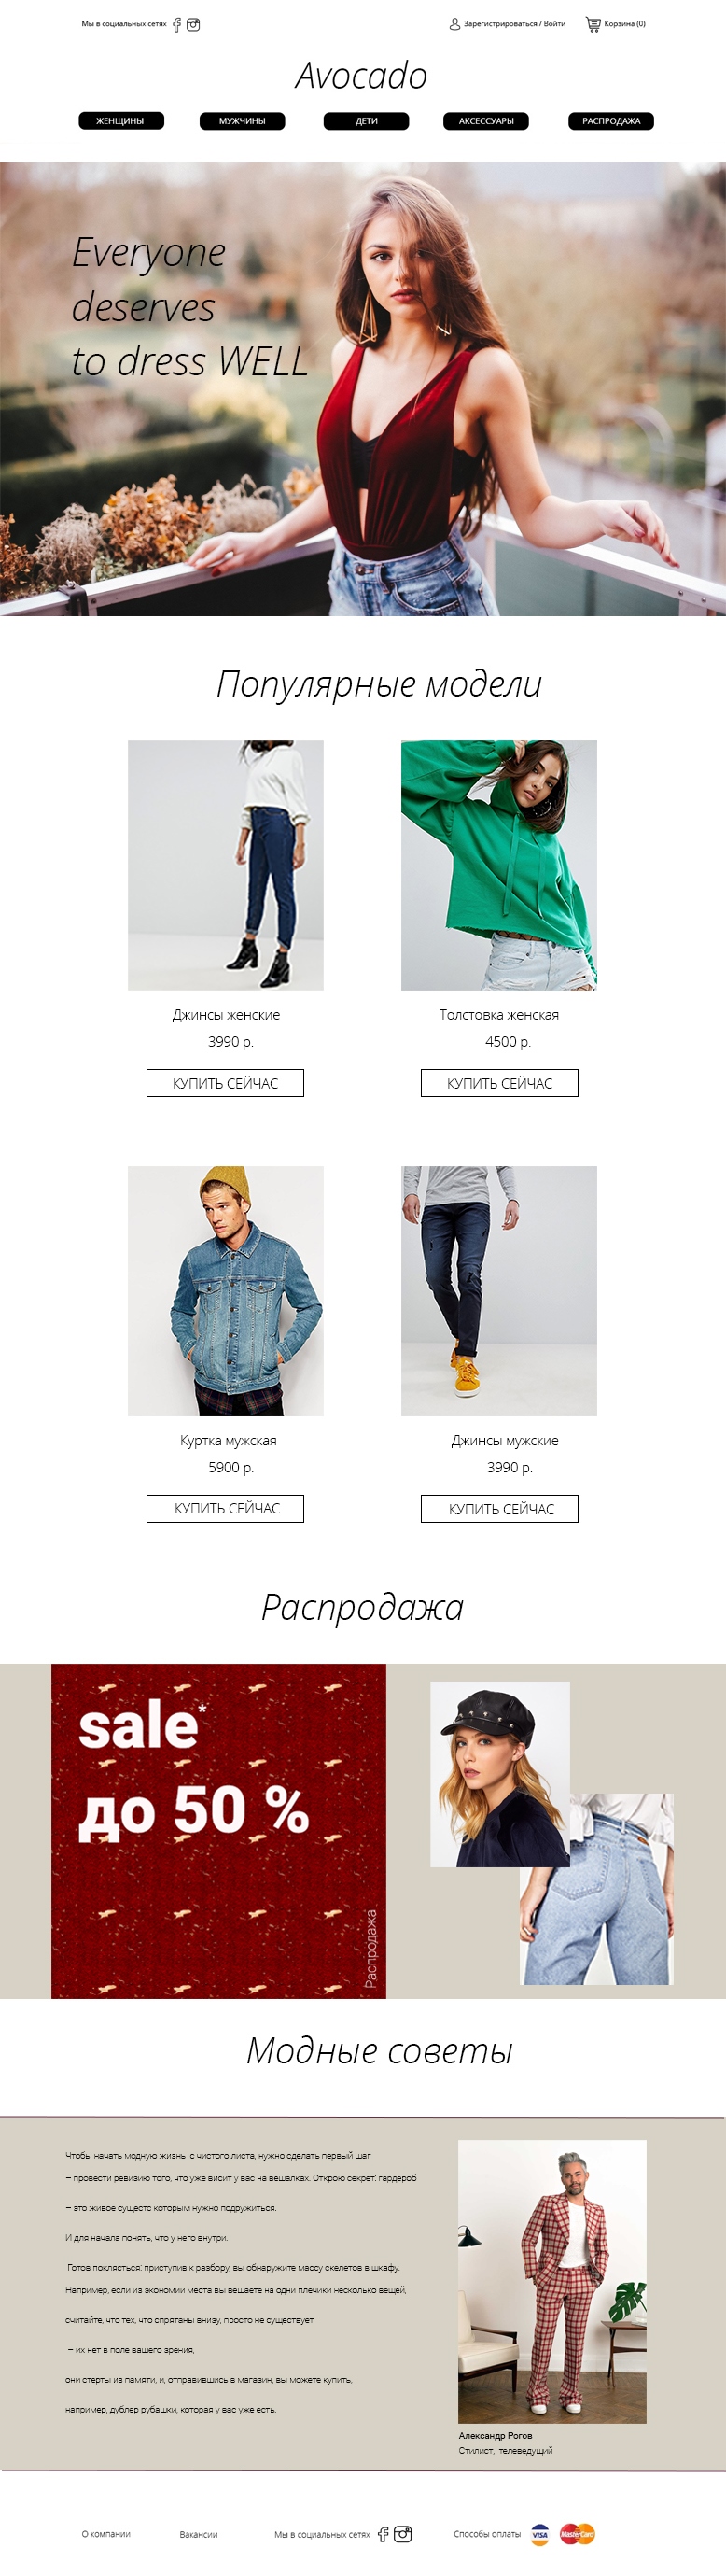 Мы в социальных сетях
Зарегистрироваться / Войти
Корзина (0)
Avocado
ЖЕНЩИНЫ
МУЖЧИНЫ
ДЕТИ
АКСЕССУАРЫ
РАСПРОДАЖА
Everyone
deserves
to dress WELL
Популярные модели
Джинсы женские
3990 р.
КУПИТЬ СЕЙЧАС
Толстовка женская
4500 р.
КУПИТЬ СЕЙЧАС
Куртка мужская
5900 р.
КУПИТЬ СЕЙЧАС
Джинсы мужские
3990 р.
КУПИТЬ СЕЙЧАС
Распродажа
sale*
до 50 %
Распродажа
Модные советы
Чтобы начать модную жизнь с чистого листа, нужно сделать первый шаг
– провести ревизию того, что уже висит у вас на вешалках. Открою секрет: гардероб
– это живое существс которым нужно подружиться.
И для начала понять, что у него внутри.
Готов поклясться: приступив к разбору, вы обнаружите массу скелетов в шкафу.
Например, если из экономии места вы вешаете на одни плечики несколько вещей,
считайте, что тех, что спрятаны внизу, просто не существует
– их нет в поле вашего зрения,
они стерты из памяти, и, отправившись в магазин, вы можете купить,
например, дублер рубашки, которая у вас уже есть.
Александр Рогов
Стилист, телеведущий
О компании
Вакансии
Мы в социальных сетях
Способы оплаты
VISA
MasterCard